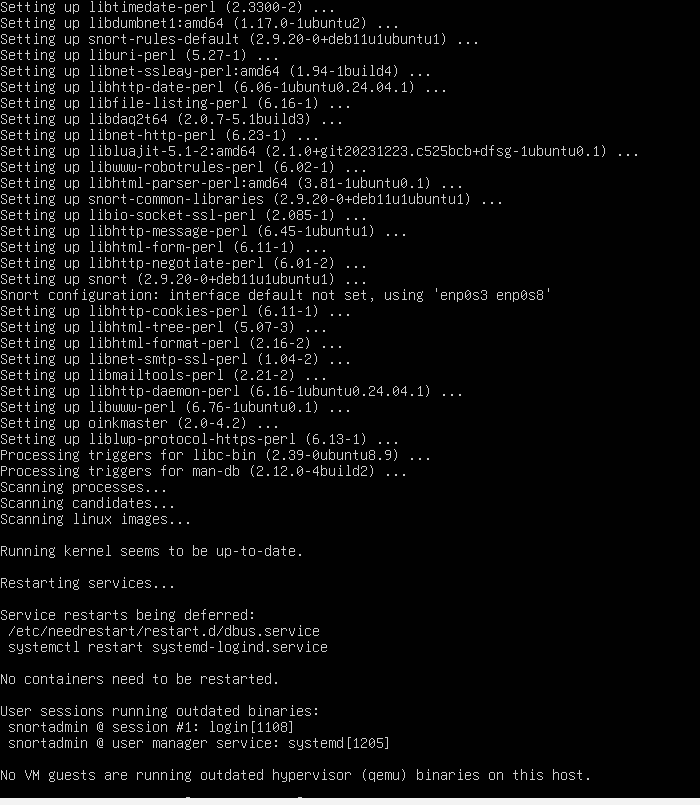 Setting up libtimedate-perl (2.3300-2) ...
Setting up libdumbnet1:amd64 (1.17.0-1ubuntu2) ...
Setting up snort-rules-default (2.9.20-0+deb11u1ubuntu1) ...
Setting up liburi-perl (5.27-1) ...
Setting up libnet-ssleay-perl:amd64 (1.94-1build4) ...
Setting up libhttp-date-perl (6.06-1ubuntu0.24.04.1) ...
Setting up libfile-listing-perl (6.16-1) ...
Setting up libdaq2t64 (2.0.7-5.1build3) ...
Setting up libnet-http-perl (6.23-1) ...
Setting up libluajit-5.1-2:amd64 (2.1.0+git20231223.c525bcb+dfsg-1ubuntu0.1) ...
Setting up libwww-robotrules-perl (6.02-1) ...
Setting up libhtml-parser-perl:amd64 (3.81-1ubuntu0.1) ...
Setting up snort-common-libraries (2.9.20-0+deb11u1ubuntu1) ...
Setting up libio-socket-ssl-perl (2.085-1) ...
Setting up libhttp-message-perl (6.45-1ubuntu1) ...
Setting up libhtml-form-perl (6.11-1) ...
Setting up libhttp-negotiate-perl (6.01-2) ...
Setting up snort (2.9.20-0+deb11u1ubuntu1) ...
Snort configuration: interface default not set, using 'enp0s3 enp0s8'
Setting up libhttp-cookies-perl (6.11-1) ...
Setting up libhtml-tree-perl (5.07-3) ...
Setting up libhtml-format-perl (2.16-2) ...
Setting up libnet-smtp-ssl-perl (1.04-2) ...
Setting up libmailtools-perl (2.21-2) ...
Setting up libhttp-daemon-perl (6.16-1ubuntu0.24.04.1) ...
Setting up libwww-perl (6.76-1ubuntu0.1) ...
Setting up oinkmaster (2.0-4.2) ...
Setting up liblwp-protocol-https-perl (6.13-1) ...
Processing triggers for libc-bin (2.39-0ubuntu8.9) ...
Processing triggers for man-db (2.12.0-4build2) ...
Scanning processes...
Scanning candidates...
Scanning linux images...
Running kernel seems to be up-to-date.
Restarting services...
Service restarts being deferred:
/etc/needrestart/restart.d/dbus.service
systemctl restart systemd-logind.service
No containers need to be restarted.
User sessions running outdated binaries:
snortadmin @ session #1: login[1108]
snortadmin @ user manager service: systemd[1205]
No VM guests are running outdated hypervisor (qemu) binaries on this host.